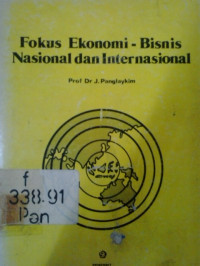 Fokus Ekonomi - Bisnis
Nasional dan Internasional
Prof Dr J. Panglaykim
f
338.91
Pan